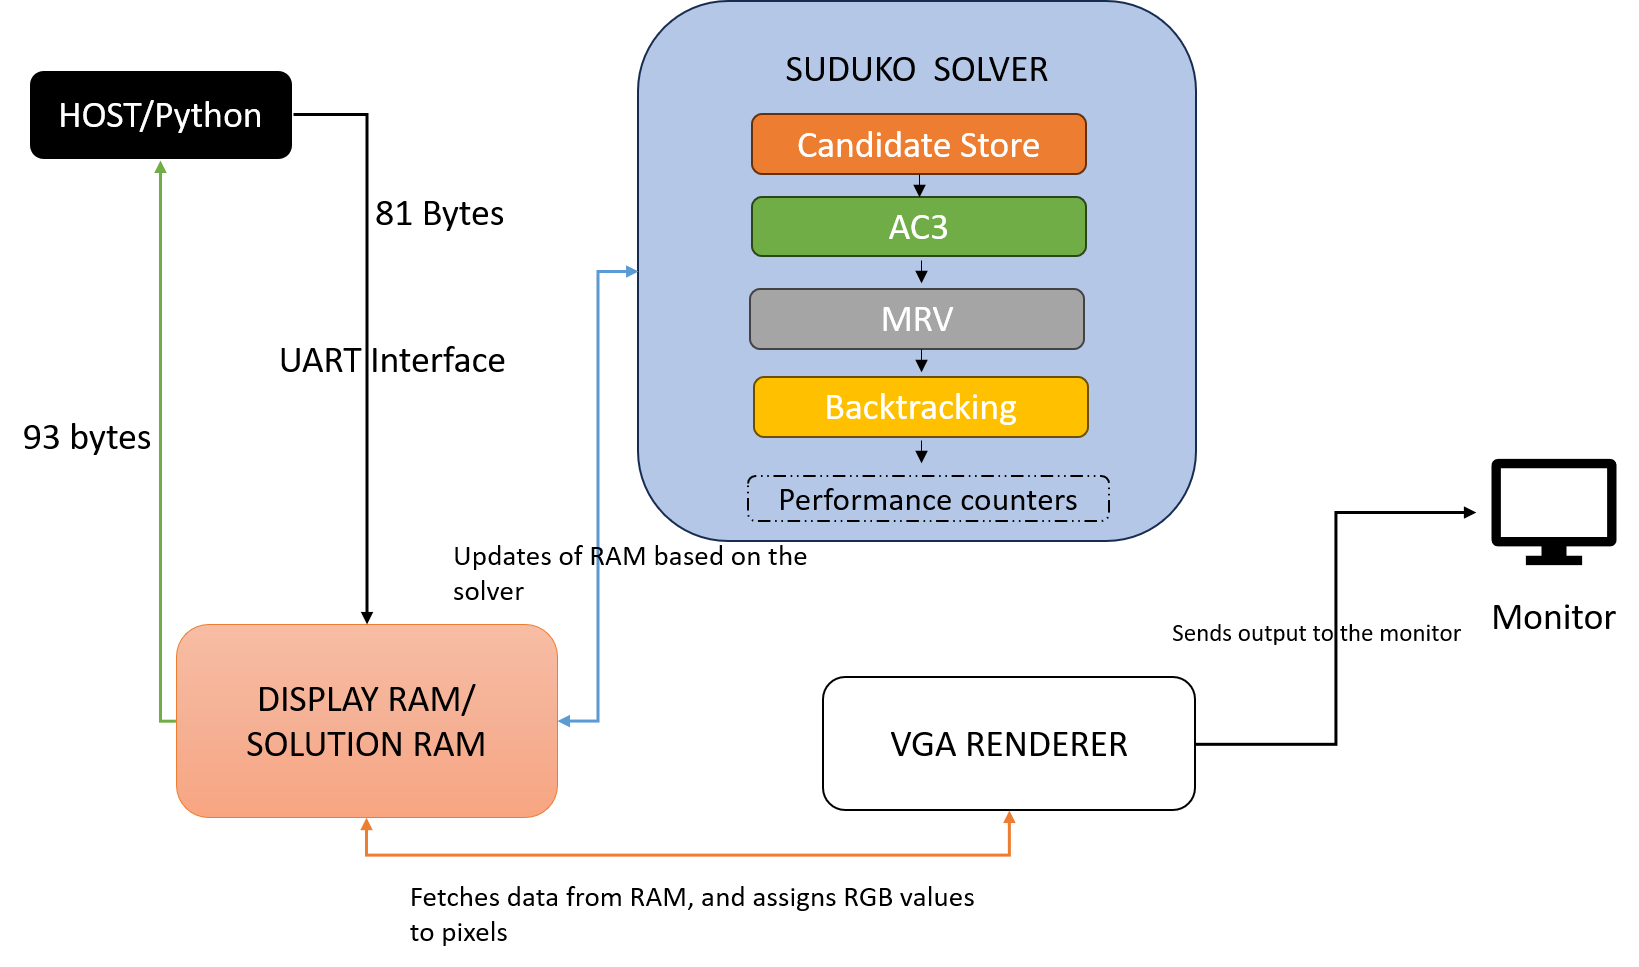 SUDUKO SOLVER
HOST/Python
Candidate Store
81 Bytes
AC3
MRV
UART Interface
Backtracking
93 bytes
Performance counters
Updates of RAM based on the
solver
Monitor
Sends output to the monitor
DISPLAY RAM/
SOLUTION RAM
VGA RENDERER
Fetches data from RAM, and assigns RGB values
to pixels